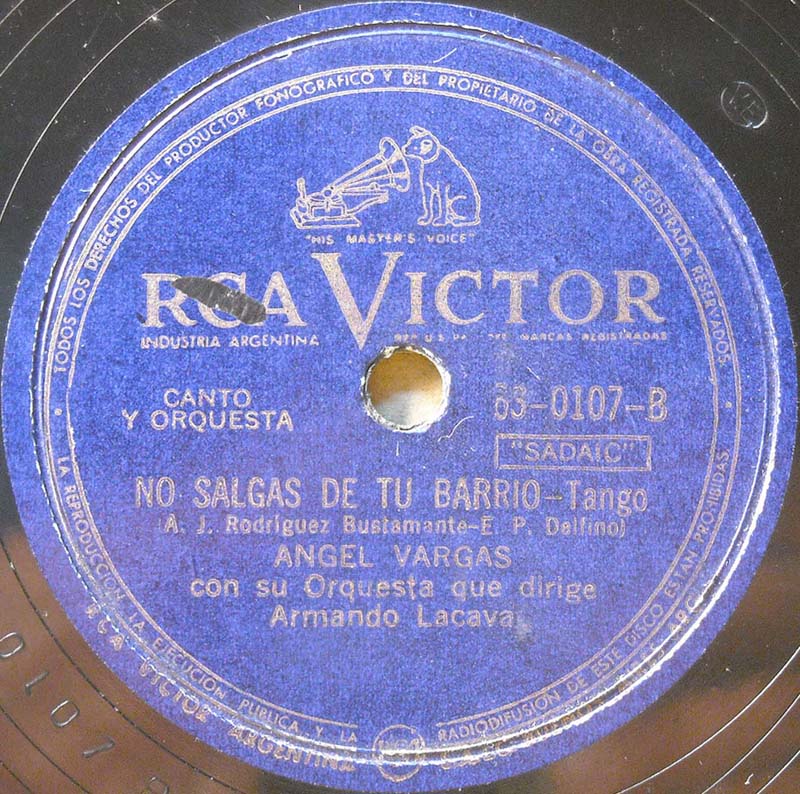 TODOS LOS DERECHOS DEL PRODUCTOR FONOGRAFICO Y DEL PROPIETARIO DE LA OBRA REGISTRADA RESERVADOS
"HIS MASTER'S VOICE"
RCA VICTOR
INDUSTRIA ARGENTINA
MARCAS REGISTRADAS
CANTO
Y ORQUESTA
63-0107-B
"SADAIC"
NO SALGAS DE TU BARRIO-Tango
(A. J. Rodríguez Bustamante-E. P. Delfino)
ANGEL VARGAS
con su Orquesta que dirige
Armando Lacava
LA REPRODUCCION, LA EJECUCION PUBLICA Y LA RADIODIFUSION DE ESTE DISCO ESTAN PROHIBIDAS
RCA VICTOR ARGENTINA
0107